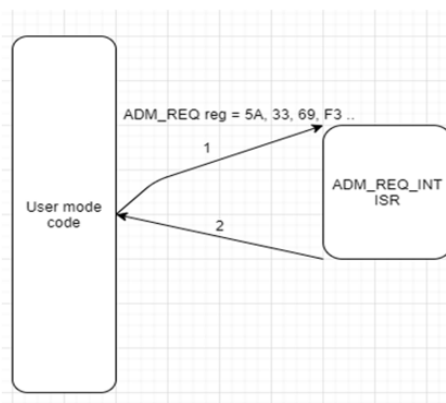 ADM_REQ reg = 5A, 33, 69, F3 ..
1
User mode
code
ADM_REQ_INT
ISR
2